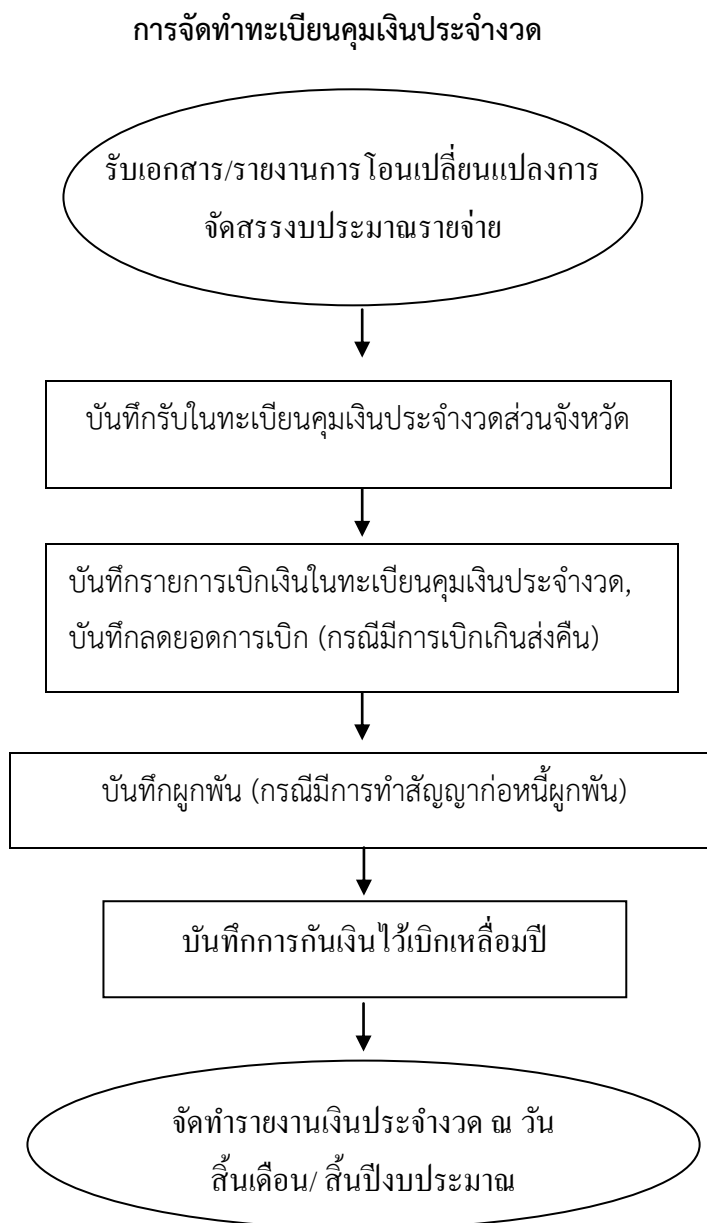 การจัดทำทะเบียนคุมเงินประจำงวด
รับเอกสาร/รายงานการโอนเปลี่ยนแปลงการ
จัดสรรงบประมาณรายจ่าย
บันทึกรับในทะเบียนคุมเงินประจำงวดส่วนจังหวัด
บันทึกรายการเบิกเงินในทะเบียนคุมเงินประจำงวด,
บันทึกลดยอดการเบิก (กรณีมีการเบิกเกินส่งคืน)
บันทึกผูกพัน (กรณีมีการทำสัญญาก่อหนี้ผูกพัน)
บันทึกการกันเงินไว้เบิกเหลื่อมปี
จัดทำรายงานเงินประจำงวด ณ วัน
สิ้นเดือน/ สิ้นปีงบประมาณ